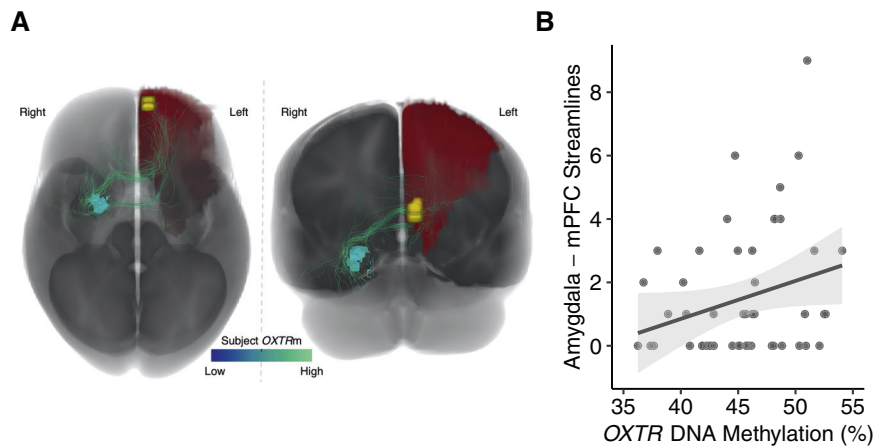 A
Right
Left
Right
Left
Subject OXTRm
Low
High
B
Amygdala – mPFC Streamlines
8
6
4
2
0
35
40
45
50
55
OXTR DNA Methylation (%)